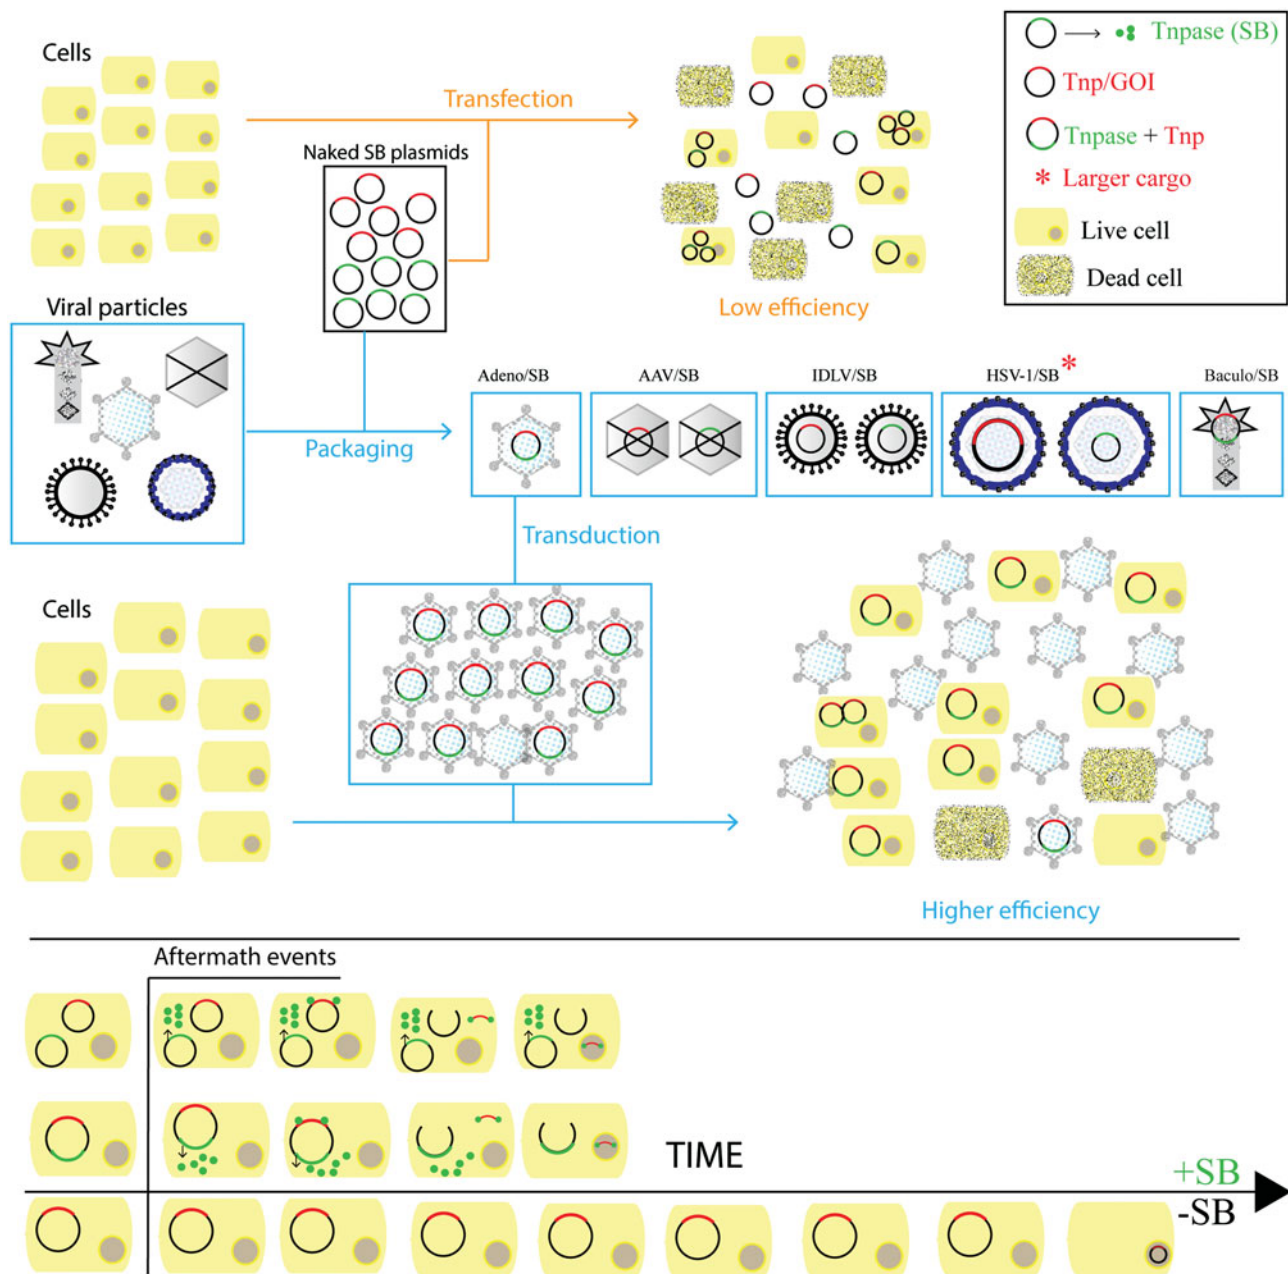 Cells
Transfection
Naked SB plasmids
Low efficiency
Tnpase (SB)
Tnp/GOI
Tnpase + Tnp
* Larger cargo
Live cell
Dead cell
Viral particles
Packaging
Adeno/SB
AAV/SB
IDLV/SB
HSV-1/SB*
Baculo/SB
Transduction
Cells
Higher efficiency
Aftermath events
TIME
+SB
-SB